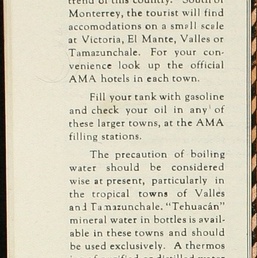 trend of this country. South of
Monterrey, the tourist will find
accomodations on a small scale
at Victoria, El Mante, Valles or
Tamazunchale. For your con-
venience look up the official
AMA hotels in each town.
Fill your tank with gasoline
and check your oil in any of
these larger towns, at the AMA
filling stations.
The precaution of boiling
water should be considered
wise at present, particularly in
the tropical towns of Valles
and Tamazunchale. "Tehuacán"
mineral water in bottles is avail-
able in these towns and should
be used exclusively. A thermos